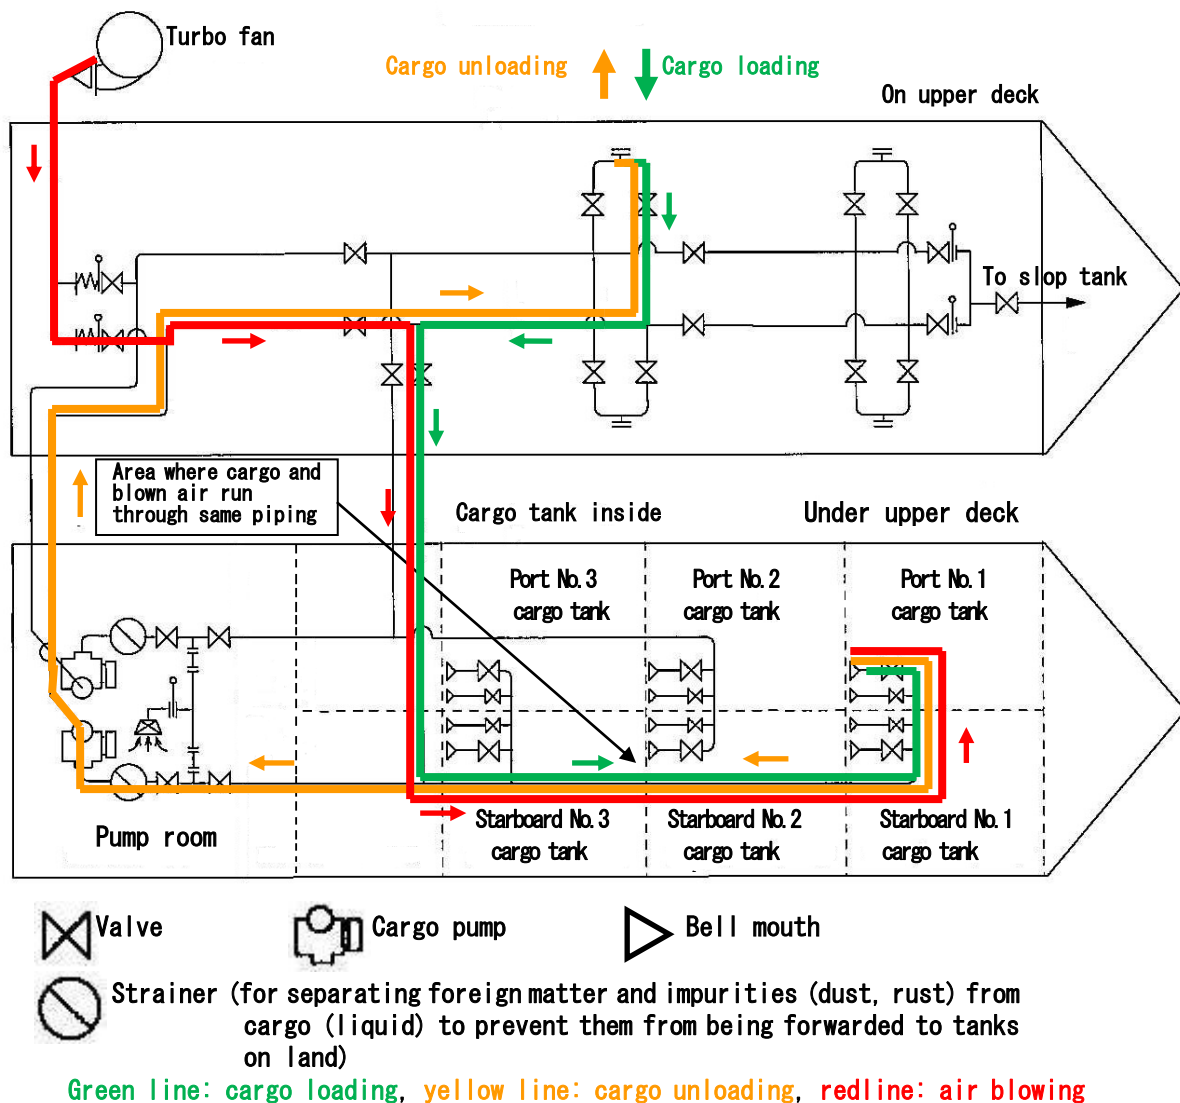 Turbo fan
Cargo unloading
Cargo loading
On upper deck
To slop tank
Area where cargo and
blown air run
through same piping
Cargo tank inside
Under upper deck
Port No.3
cargo tank
Port No.2
cargo tank
Port No.1
cargo tank
Pump room
Starboard No.3
cargo tank
Starboard No.2
cargo tank
Starboard No.1
cargo tank
Valve
Cargo pump
Bell mouth
Strainer (for separating foreign matter and impurities (dust, rust) from
cargo (liquid) to prevent them from being forwarded to tanks
on land)
Green line: cargo loading, yellow line: cargo unloading, redline: air blowing